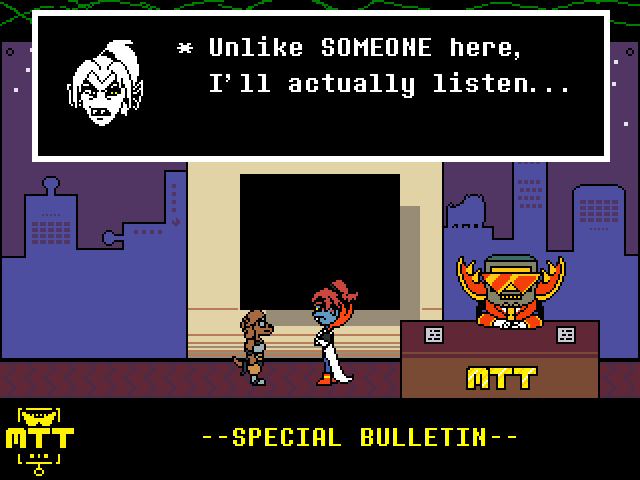 * Unlike SOMEONE here,
I'll actually listen...
MTT
MTT
--SPECIAL BULLETIN--